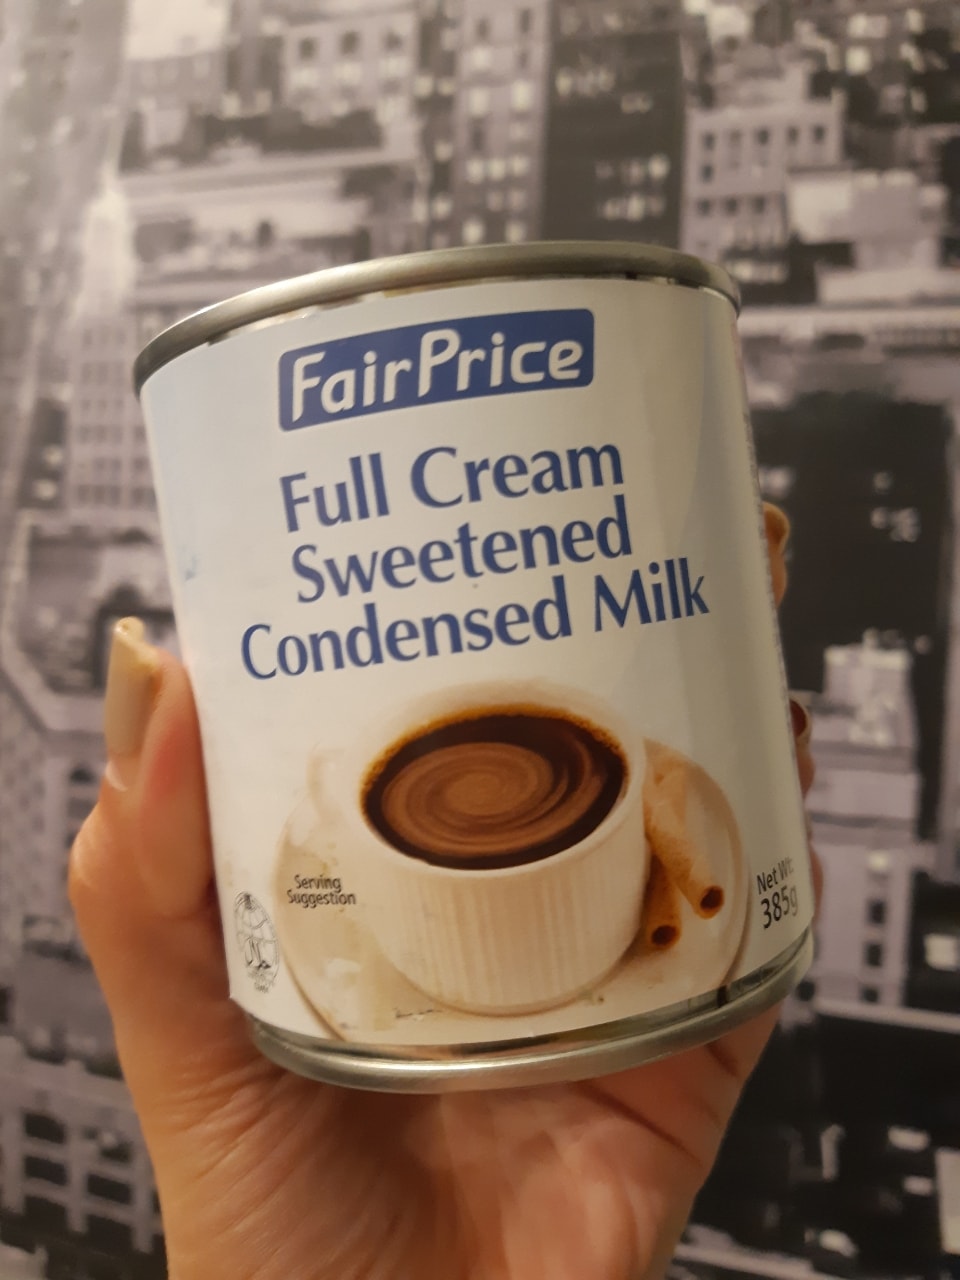 FairPrice
Full Cream
Sweetened
Condensed Milk
Serving
Suggestion
Net Wt:
385g